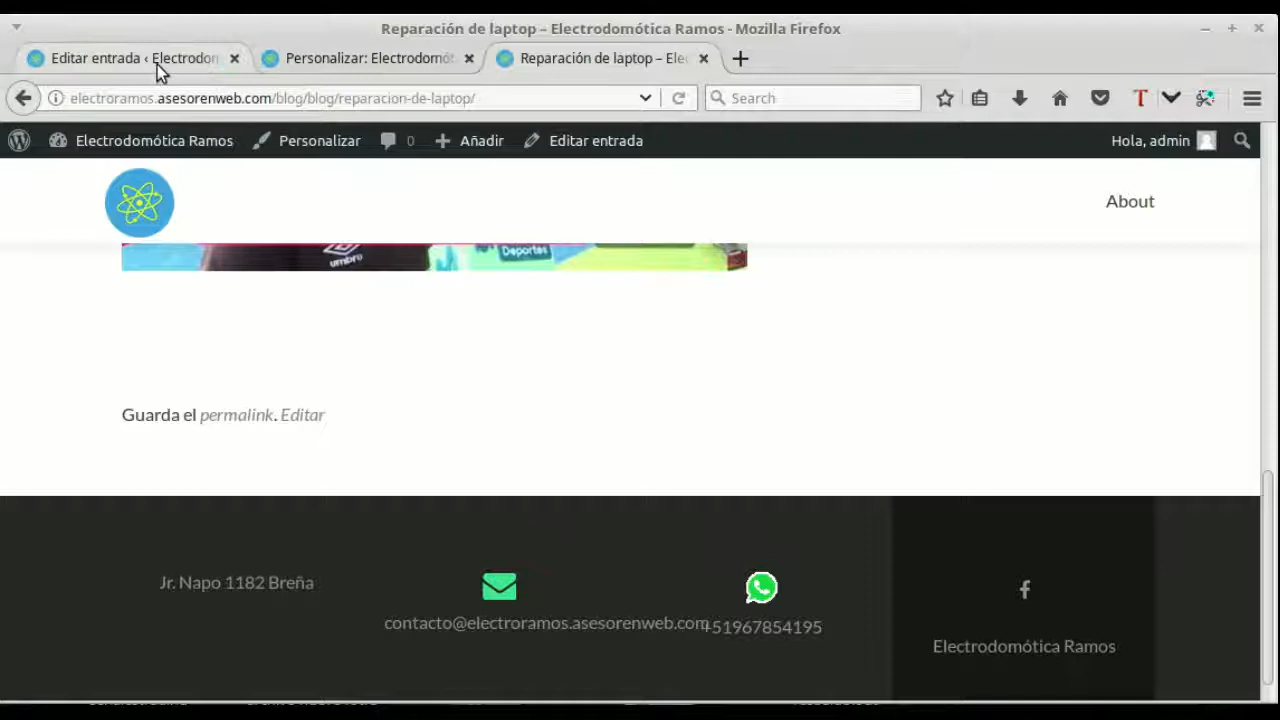 Reparación de laptop – Electrodomótica Ramos - Mozilla Firefox
Editar entrada ‹ Electrodon
Personalizar: Electrodomót
Reparación de laptop – Ele
electroramos.asesorenweb.com/blog/blog/reparacion-de-laptop/
Search
Electrodomótica Ramos
Personalizar
0
Añadir
Editar entrada
Hola, admin
About
umbro
Deportes
Guarda el permalink. Editar
Jr. Napo 1182 Breña
contacto@electroramos.asesorenweb.com
+51967854195
Electrodomótica Ramos